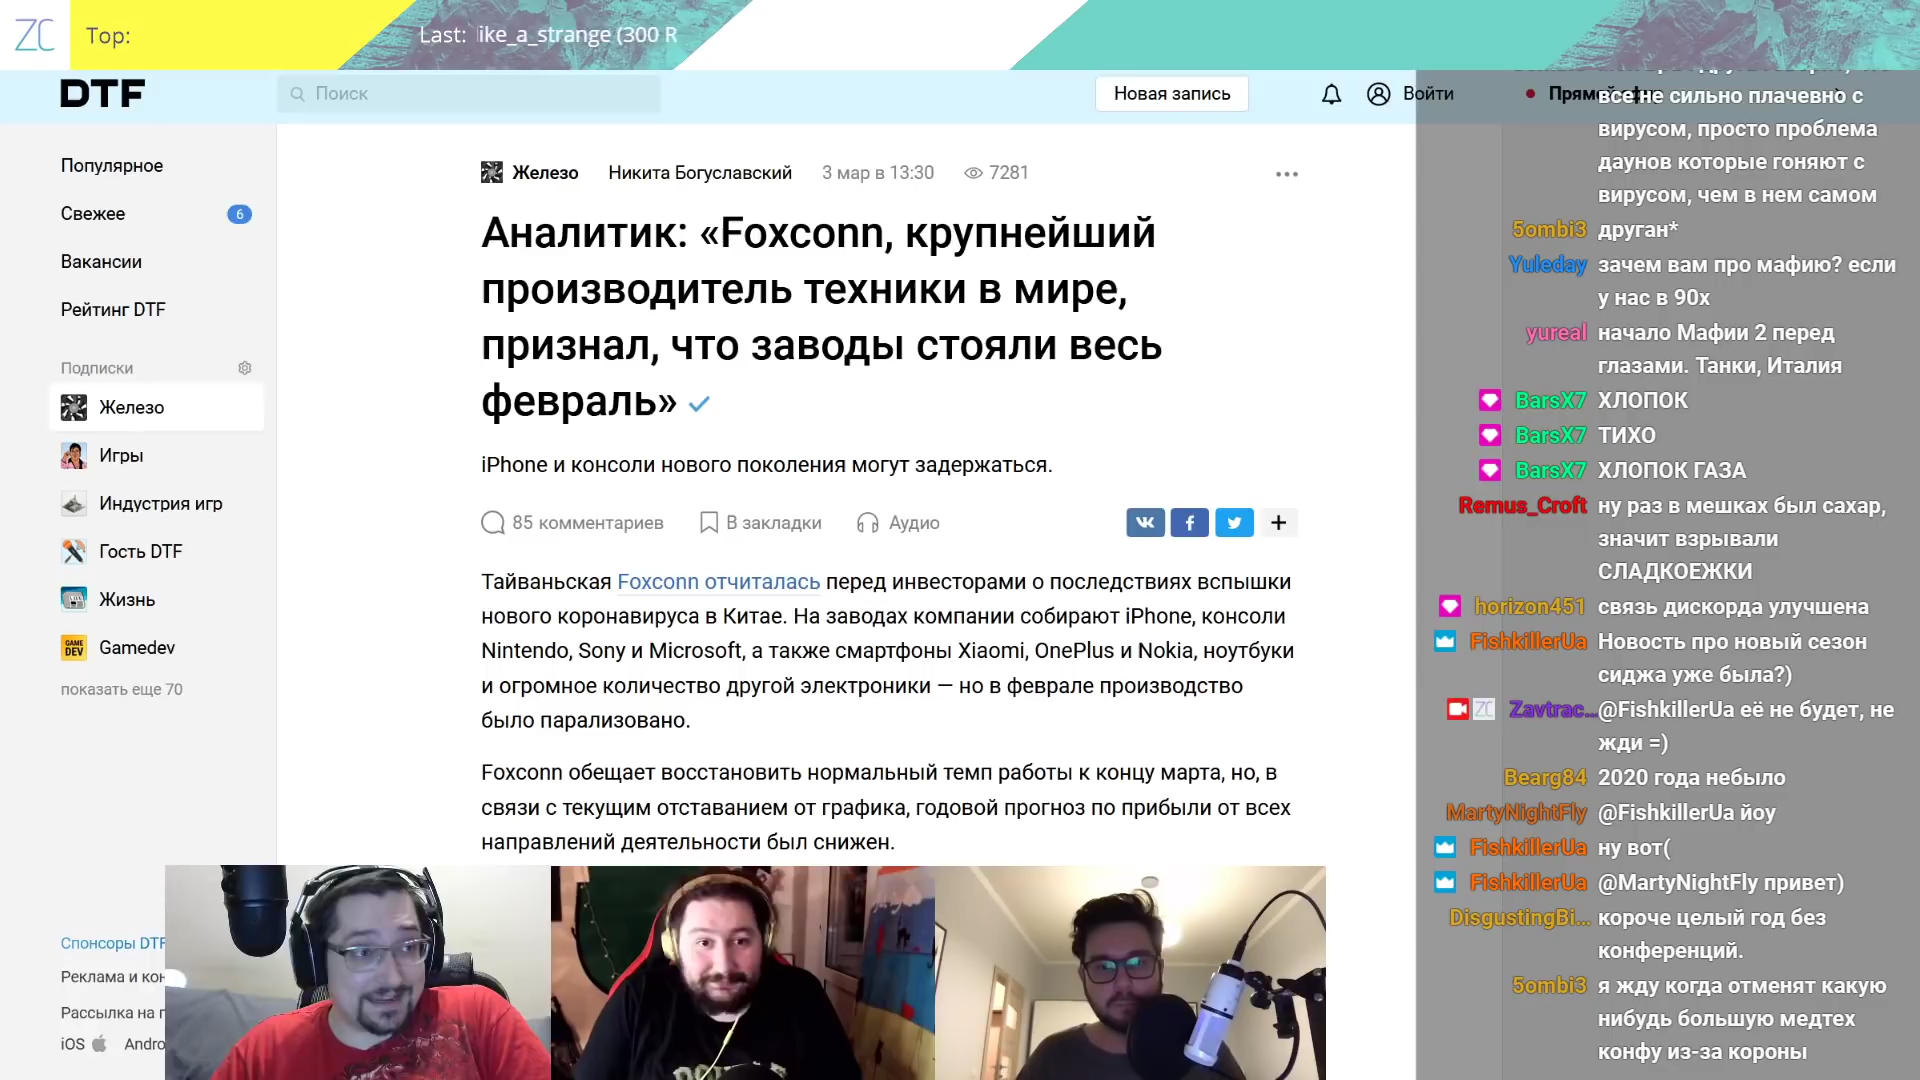 ZC
Top:
Last: ike_a_strange (300 R
DTF
Поиск
Новая запись
Войти
Популярное
Свежее 6
Вакансии
Рейтинг DTF
Подписки
Железо
Игры
Индустрия игр
Гость DTF
Жизнь
GAME DEV Gamedev
показать еще 70
Спонсоры DTF
Реклама и кон
Рассылка на п
iOS Andro
Железо Никита Богуславский 3 мар в 13:30 7281
Аналитик: «Foxconn, крупнейший
производитель техники в мире,
признал, что заводы стояли весь
февраль»
iPhone и консоли нового поколения могут задержаться.
85 комментариев В закладки Аудио
Тайваньская Foxconn отчиталась перед инвесторами о последствиях вспышки
нового коронавируса в Китае. На заводах компании собирают iPhone, консоли
Nintendo, Sony и Microsoft, а также смартфоны Xiaomi, OnePlus и Nokia, ноутбуки
и огромное количество другой электроники — но в феврале производство
было парализовано.
Foxconn обещает восстановить нормальный темп работы к концу марта, но, в
связи с текущим отставанием от графика, годовой прогноз по прибыли от всех
направлений деятельности был снижен.
все не сильно плачевно с
вирусом, просто проблема
даунов которые гоняют с
вирусом, чем в нем самом
5ombi3 друган*
Yuleday зачем вам про мафию? если
у нас в 90х
yureal начало Мафии 2 перед
глазами. Танки, Италия
BarsX7 ХЛОПОК
BarsX7 ТИХО
BarsX7 ХЛОПОК ГАЗА
Remus_Croft ну раз в мешках был сахар,
значит взрывали
СЛАДКОЕЖКИ
horizon451 связь дискорда улучшена
FishkillerUa Новость про новый сезон
сиджа уже была?)
ZC Zavtrac... @FishkillerUa её не будет, не
жди =)
Bearg84 2020 года небыло
MartyNightFly @FishkillerUa йоу
FishkillerUa ну вот(
FishkillerUa @MartyNightFly привет)
DisgustingBi... короче целый год без
конференций.
5ombi3 я жду когда отменят какую
нибудь большую медтех
конфу из-за короны